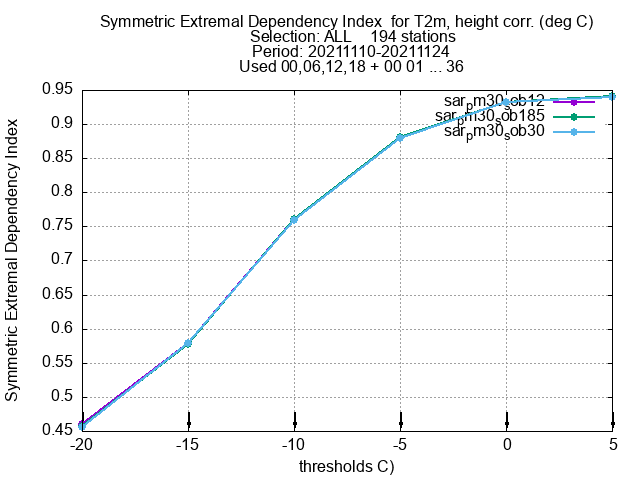 Symmetric Extremal Dependency Index  for T2m, height corr. (deg C)
Selection: ALL    194 stations
Period: 20211110-20211124
Used 00,06,12,18 + 00 01 ... 36
sarpm30sob12
sarpm30sob185
sarpm30sob30
Symmetric Extremal Dependency Index
0.95
0.9
0.85
0.8
0.75
0.7
0.65
0.6
0.55
0.5
0.45
-20 -15 -10 -5 0 5
thresholds C)